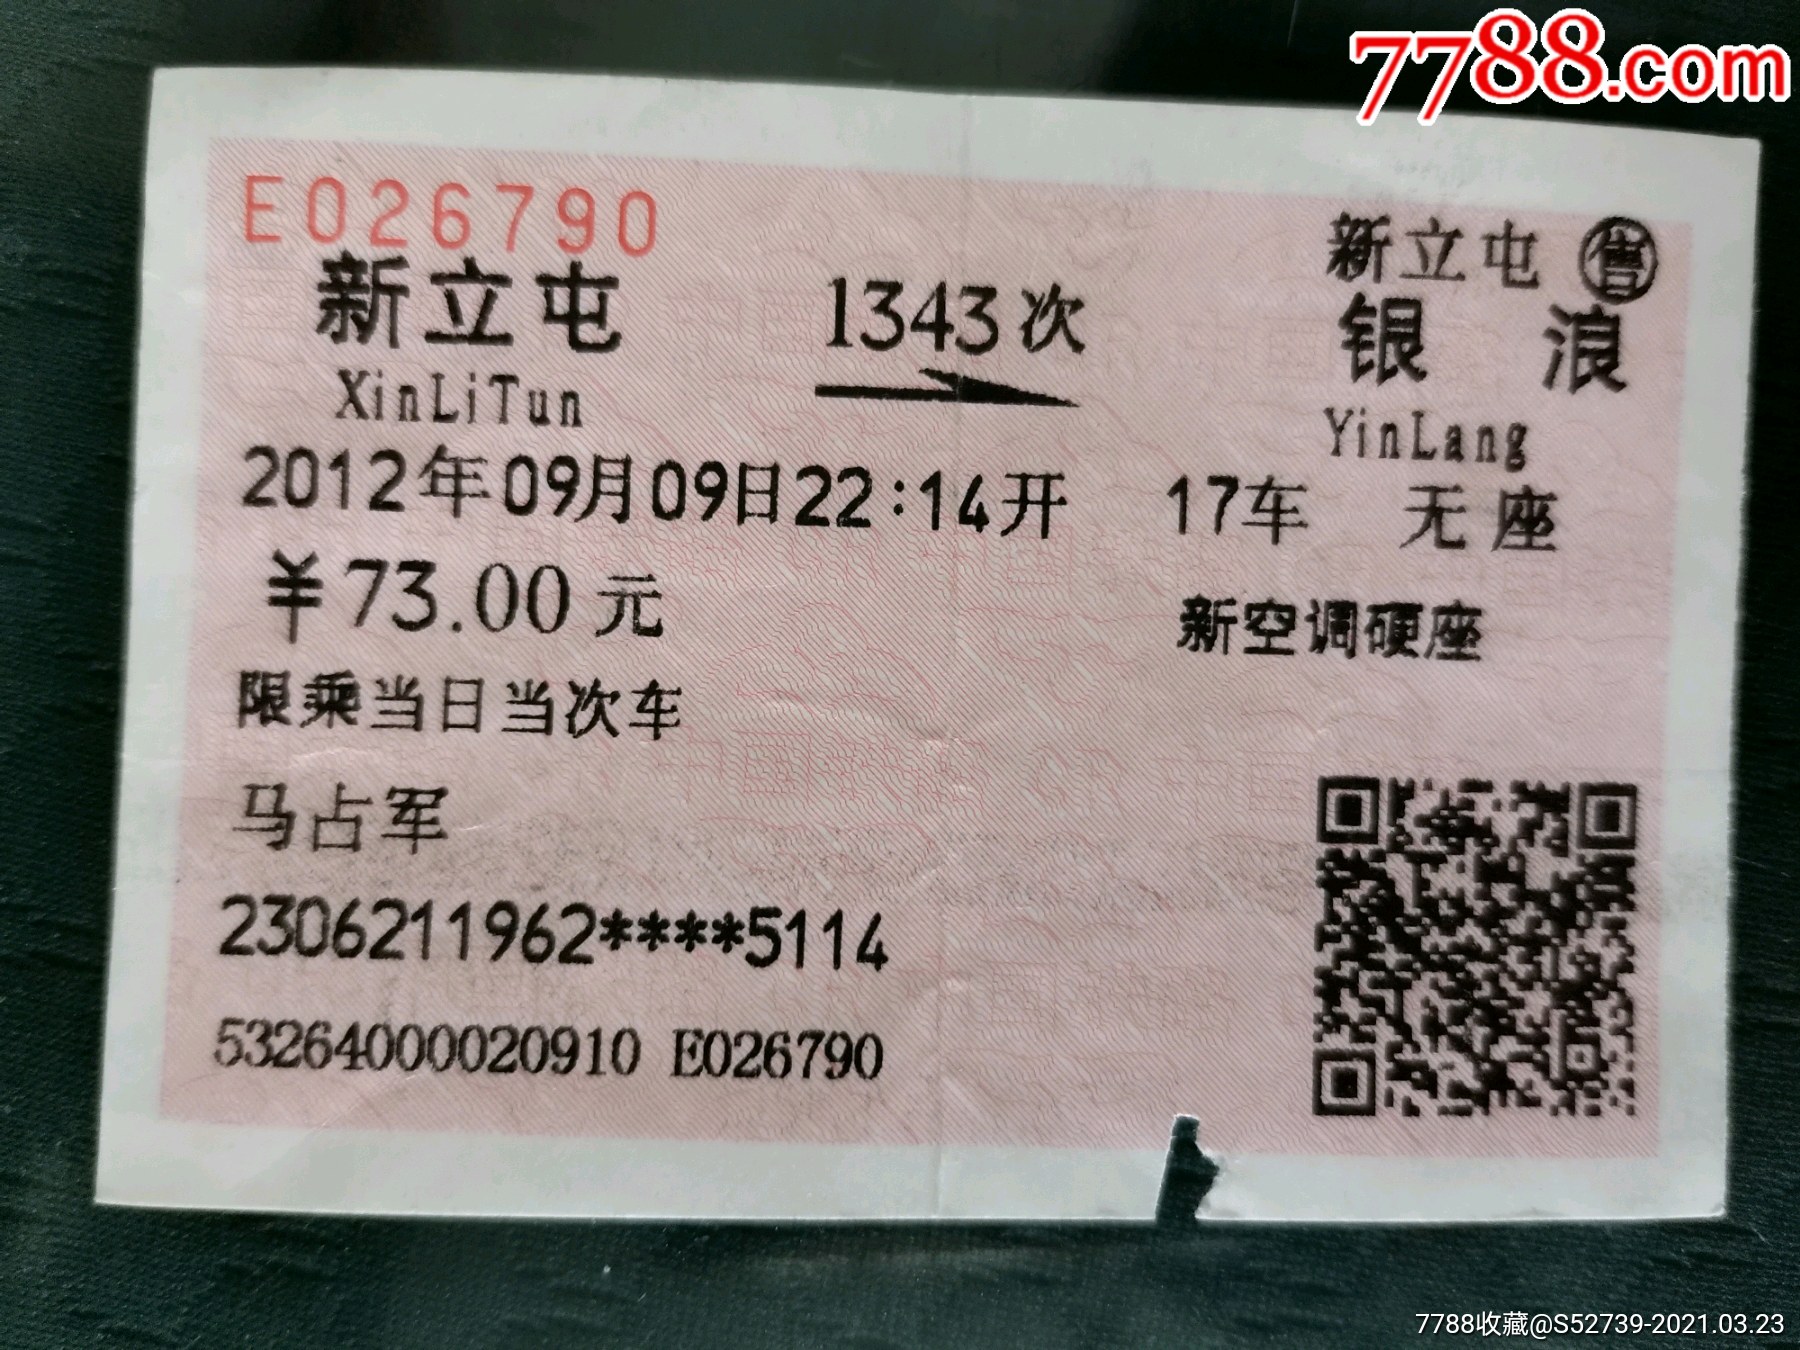 7788.com
E026790
新立屯 售
新立屯 1343次 银浪
XinLiTun YinLang
2012年09月09日22:14开 17车 无座
¥73.00元 新空调硬座
限乘当日当次车
马占军
2306211962****5114
53264000020910 E026790
7788收藏@S52739-2021.03.23